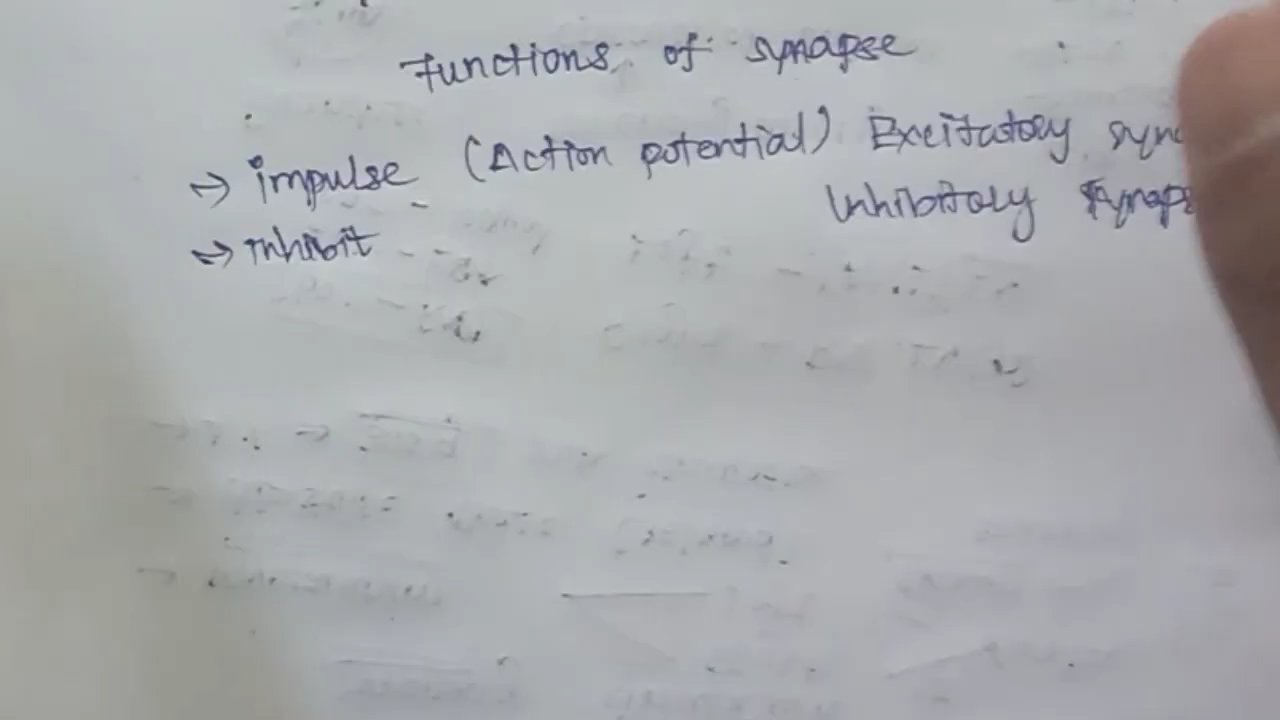 Functions of synapse
→ impulse (Action potential) Excitatory
Inhibitory
→ inhibit